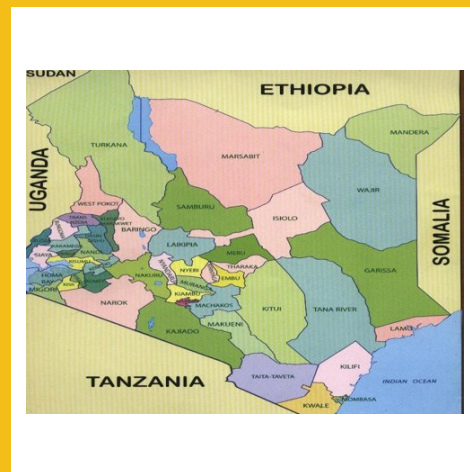 SUDAN
ETHIOPIA
MANDERA
TURKANA
MARSABIT
UGANDA
WAJIR
WEST POKOT
SAMBURU
ISIOLO
SOMALIA
BARINGO
LAIKIPIA
MERU
SIAYA
NANDI
GARISSA
NYERI
THARAKA
HOMA
BAY
NAKURU
EMBU
MIGORI
KIAMBU
NAROK
MACHAKOS
KITUI
TANA RIVER
MAKUENI
LAMU
KAJIADO
TAITA-TAVETA
KILIFI
TANZANIA
INDIAN OCEAN
KWALE
MOMBASA